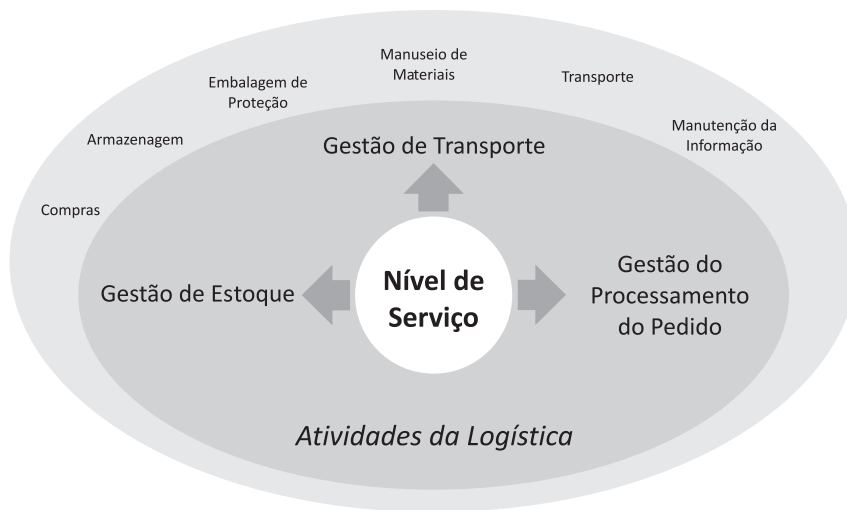 Manuseio de
Materiais
Transporte
Embalagem de
Proteção
Manutenção da
Informação
Armazenagem
Gestão de Transporte
Compras
Gestão de Estoque
Nível de
Serviço
Gestão do
Processamento
do Pedido
Atividades da Logística